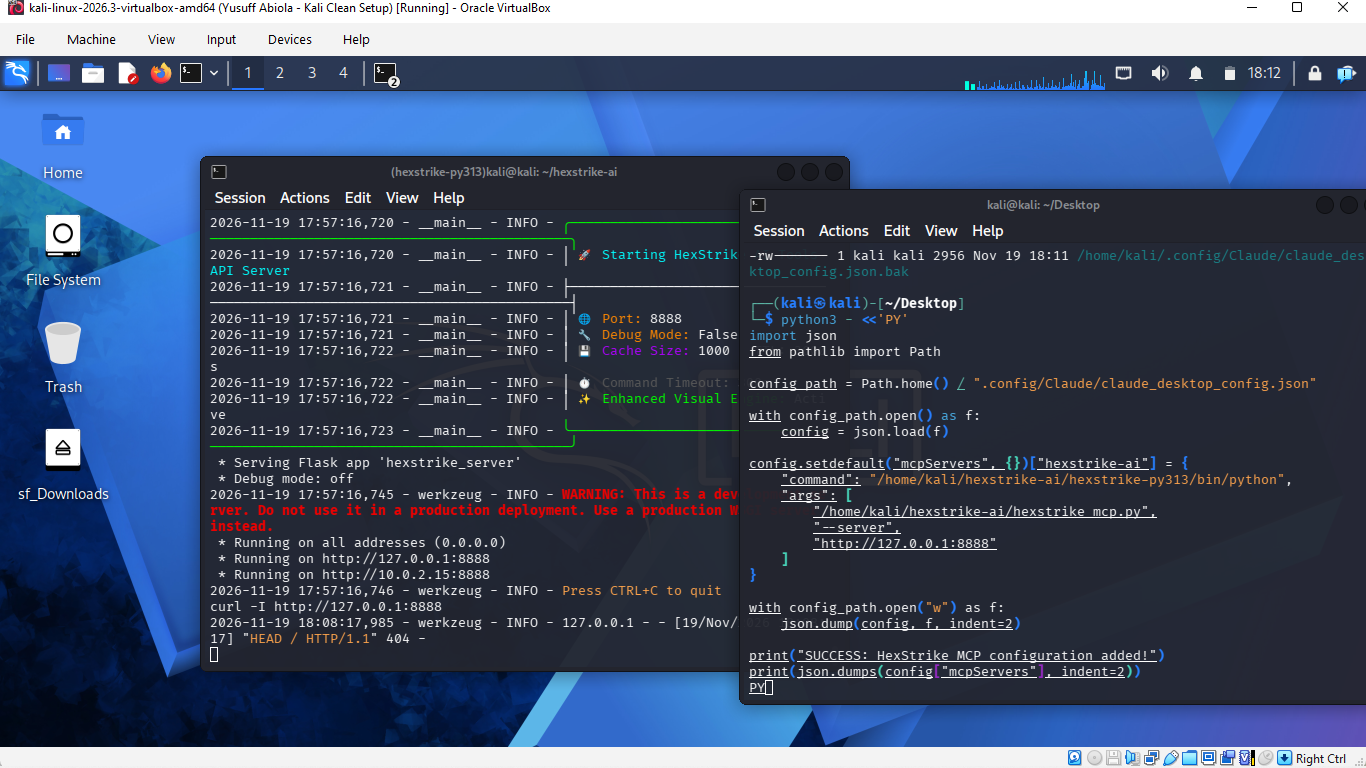 kali-linux-2026.3-virtualbox-amd64 (Yusuff Abiola - Kali Clean Setup) [Running] - Oracle VirtualBox
File Machine View Input Devices Help
1 2 3 4 2 18:12
Home
File System
Trash
sf_Downloads
(hexstrike-py313)kali@kali: ~/hexstrike-ai
Session Actions Edit View Help
2026-11-19 17:57:16,720 - __main__ - INFO - ╭──────────────────────
──────────────────────────────────────────────╮
2026-11-19 17:57:16,720 - __main__ - INFO - │ 🚀 Starting HexStrik
API Server
2026-11-19 17:57:16,721 - __main__ - INFO - ├──────────────────────
──────────────────────────────────────────────┤
2026-11-19 17:57:16,721 - __main__ - INFO - │ 🌐 Port: 8888
2026-11-19 17:57:16,721 - __main__ - INFO - │ 🔧 Debug Mode: False
2026-11-19 17:57:16,722 - __main__ - INFO - │ 💾 Cache Size: 1000
s
2026-11-19 17:57:16,722 - __main__ - INFO - │ ⏱️ Command Timeout:
2026-11-19 17:57:16,722 - __main__ - INFO - │ ✨ Enhanced Visual E Acti
ve
2026-11-19 17:57:16,723 - __main__ - INFO - ╰──────────────────────
──────────────────────────────────────────────╯
* Serving Flask app 'hexstrike_server'
* Debug mode: off
2026-11-19 17:57:16,745 - werkzeug - INFO - WARNING: This is a dev
rver. Do not use it in a production deployment. Use a production W
instead.
* Running on all addresses (0.0.0.0)
* Running on http://127.0.0.1:8888
* Running on http://10.0.2.15:8888
2026-11-19 17:57:16,746 - werkzeug - INFO - Press CTRL+C to quit
curl -I http://127.0.0.1:8888
2026-11-19 18:08:17,985 - werkzeug - INFO - 127.0.0.1 - - [19/Nov/
17] "HEAD / HTTP/1.1" 404 -
kali@kali: ~/Desktop
Session Actions Edit View Help
-rw------- 1 kali kali 2956 Nov 19 18:11 /home/kali/.config/Claude/claude_des
ktop_config.json.bak
┌──(kali㉿kali)-[~/Desktop]
└─$ python3 - <<'PY'
import json
from pathlib import Path
config_path = Path.home() / ".config/Claude/claude_desktop_config.json"
with config_path.open() as f:
    config = json.load(f)
config.setdefault("mcpServers", {})["hexstrike-ai"] = {
    "command": "/home/kali/hexstrike-ai/hexstrike-py313/bin/python",
    "args": [
        "/home/kali/hexstrike-ai/hexstrike_mcp.py",
        "--server",
        "http://127.0.0.1:8888"
    ]
}
with config_path.open("w") as f:
    json.dump(config, f, indent=2)
print("SUCCESS: HexStrike MCP configuration added!")
print(json.dumps(config["mcpServers"], indent=2))
PY
Right Ctrl